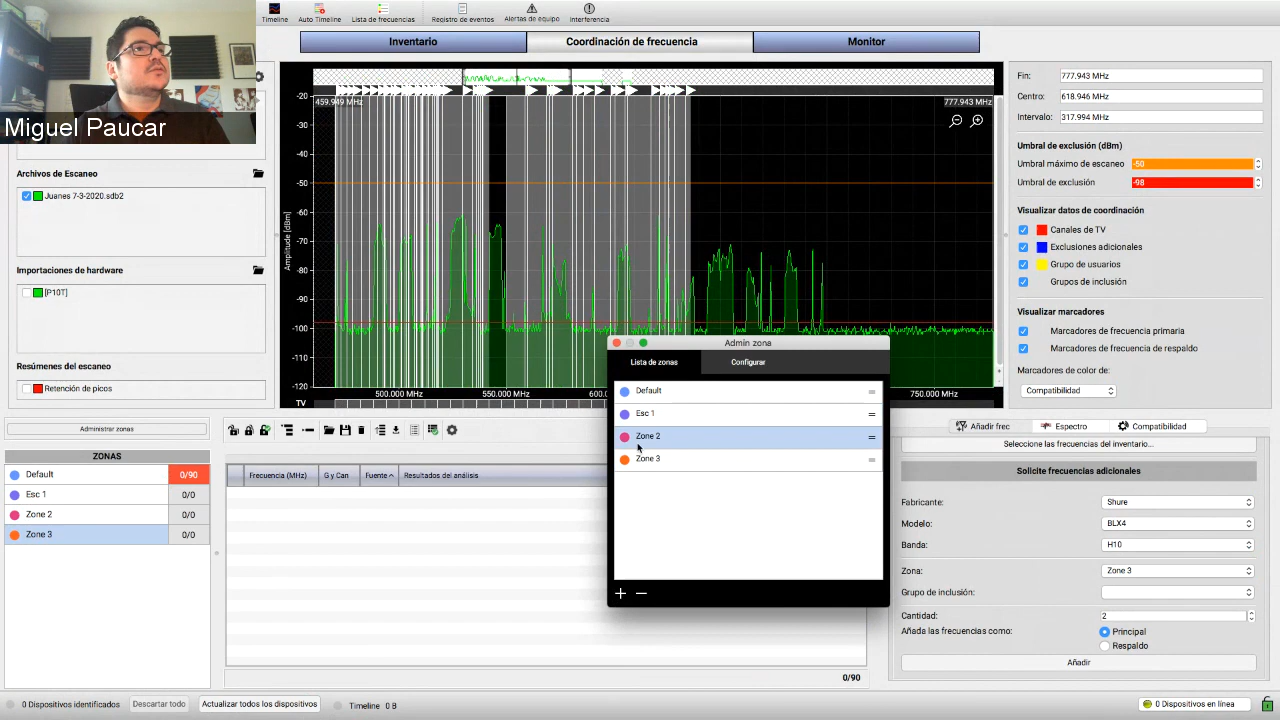 Timeline
Auto Timeline
Lista de frecuencias
Registro de eventos
Alertas de equipo
Interferencia
Inventario
Coordinación de frecuencia
Monitor
Miguel Paucar
Archivos de Escaneo
Juanes 7-3-2020.sdb2
Importaciones de hardware
[P10T]
Resúmenes del escaneo
Retención de picos
459.949 MHz
777.943 MHz
Amplitude [dBm]
-20
-30
-40
-50
-60
-70
-80
-90
-100
-110
-120
500.000 MHz
550.000 MHz
600.
750.000 MHz
TV
Fin:
777.943 MHz
Centro:
618.946 MHz
Intervalo:
317.994 MHz
Umbral de exclusión (dBm)
Umbral máximo de escaneo
-50
Umbral de exclusión
-98
Visualizar datos de coordinación
Canales de TV
Exclusiones adicionales
Grupo de usuarios
Grupos de inclusión
Visualizar marcadores
Marcadores de frecuencia primaria
Marcadores de frecuencia de respaldo
Marcadores de color de:
Compatibilidad
Admin zona
Lista de zonas
Configurar
Default
Esc 1
Zone 2
Zone 3
Administrar zonas
ZONAS
Default
0/90
Esc 1
0/0
Zone 2
0/0
Zone 3
0/0
Frecuencia (MHz)
G y Can
Fuente
Resultados del análisis
0/90
Añadir frec
Espectro
Compatibilidad
Seleccione las frecuencias del inventario...
Solicite frecuencias adicionales
Fabricante:
Shure
Modelo:
BLX4
Banda:
H10
Zona:
Zone 3
Grupo de inclusión:
Cantidad:
2
Añada las frecuencias como:
Principal
Respaldo
Añadir
0 Dispositivos identificados
Descartar todo
Actualizar todos los dispositivos
Timeline
0 B
0 Dispositivos en línea